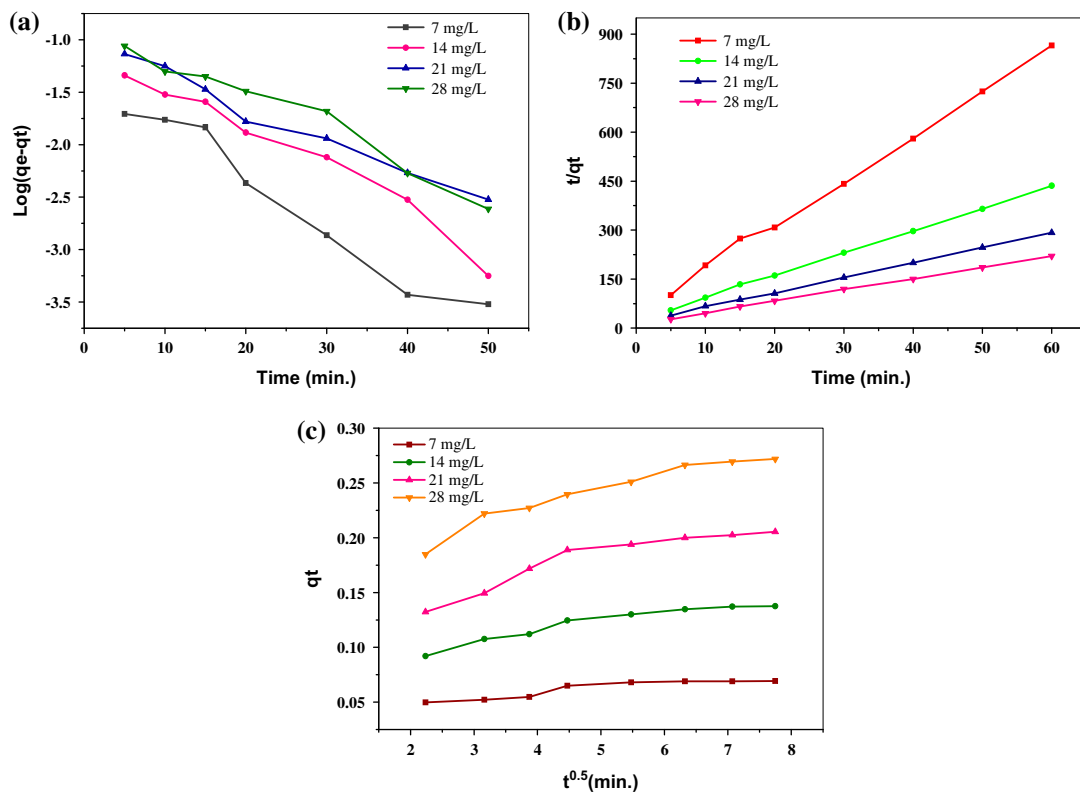 (a)
7 mg/L
14 mg/L
21 mg/L
28 mg/L
-1.0
-1.5
-2.0
-2.5
-3.0
-3.5
Log(qe-qt)
0 10 20 30 40 50
Time (min.)
(b)
7 mg/L
14 mg/L
21 mg/L
28 mg/L
900
750
600
450
300
150
0
t/qt
0 10 20 30 40 50 60
Time (min.)
(c)
7 mg/L
14 mg/L
21 mg/L
28 mg/L
0.30
0.25
0.20
0.15
0.10
0.05
qt
2 3 4 5 6 7 8
t^0.5(min.)